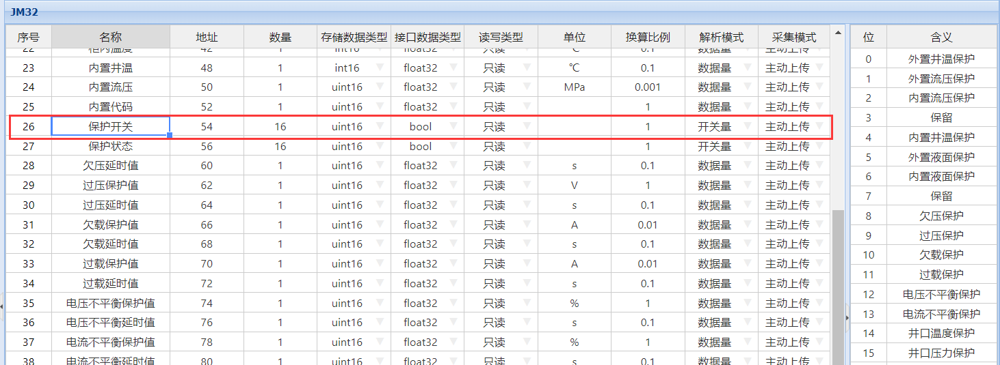 JM32
序号 名称 地址 数量 存储数据类型 接口数据类型 读写类型 单位 换算比例 解析模式 采集模式
22 柜内温度 42 1 int16 float32 只读 ℃ 0.1 数据量 主动上传
23 内置井温 48 1 int16 float32 只读 ℃ 0.1 数据量 主动上传
24 内置流压 50 1 uint16 float32 只读 MPa 0.001 数据量 主动上传
25 内置代码 52 1 uint16 float32 只读 1 数据量 主动上传
26 保护开关 54 16 uint16 bool 只读 1 开关量 主动上传
27 保护状态 56 16 uint16 bool 只读 1 开关量 主动上传
28 欠压延时值 60 1 uint16 float32 只读 s 0.1 数据量 主动上传
29 过压保护值 62 1 uint16 float32 只读 V 1 数据量 主动上传
30 过压延时值 64 1 uint16 float32 只读 s 0.1 数据量 主动上传
31 欠载保护值 66 1 uint16 float32 只读 A 0.01 数据量 主动上传
32 欠载延时值 68 1 uint16 float32 只读 s 0.1 数据量 主动上传
33 过载保护值 70 1 uint16 float32 只读 A 0.01 数据量 主动上传
34 过载延时值 72 1 uint16 float32 只读 s 0.1 数据量 主动上传
35 电压不平衡保护值 74 1 uint16 float32 只读 % 1 数据量 主动上传
36 电压不平衡延时值 76 1 uint16 float32 只读 s 0.1 数据量 主动上传
37 电流不平衡保护值 78 1 uint16 float32 只读 % 1 数据量 主动上传
38 电流不平衡延时值 80 1 uint16 float32 只读 s 0.1 数据量 主动上传
位 含义
0 外置井温保护
1 外置流压保护
2 内置流压保护
3 保留
4 内置井温保护
5 外置液面保护
6 内置液面保护
7 保留
8 欠压保护
9 过压保护
10 欠载保护
11 过载保护
12 电压不平衡保护
13 电流不平衡保护
14 井口温度保护
15 井口压力保护